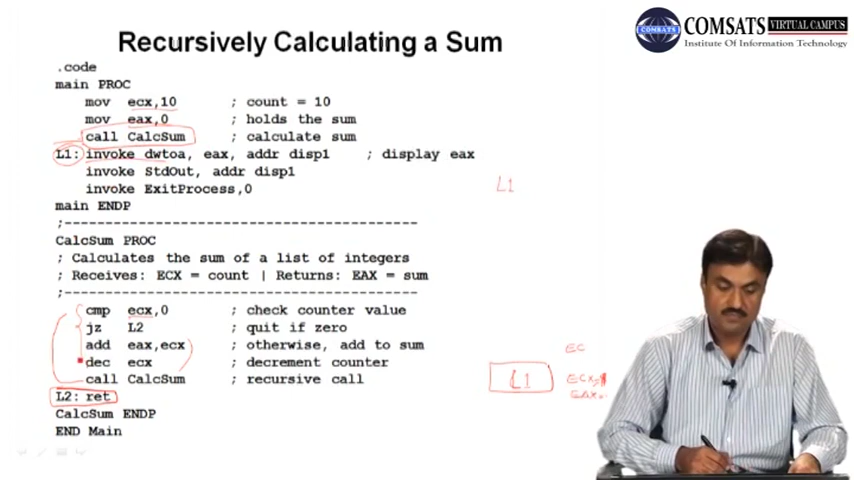 COMSATS
VIRTUAL CAMPUS
COMSATS
Institute Of Information Technology
Recursively Calculating a Sum
.code
main PROC
mov ecx,10 ; count = 10
mov eax,0 ; holds the sum
call CalcSum ; calculate sum
L1: invoke dwtoa, eax, addr disp1 ; display eax
invoke StdOut, addr disp1
invoke ExitProcess,0
main ENDP
;-----------------------------------------
CalcSum PROC
; Calculates the sum of a list of integers
; Receives: ECX = count | Returns: EAX = sum
;-----------------------------------------
cmp ecx,0 ; check counter value
jz L2 ; quit if zero
add eax,ecx ; otherwise, add to sum
dec ecx ; decrement counter
call CalcSum ; recursive call
L2: ret
CalcSum ENDP
END Main
L1
EC
L1